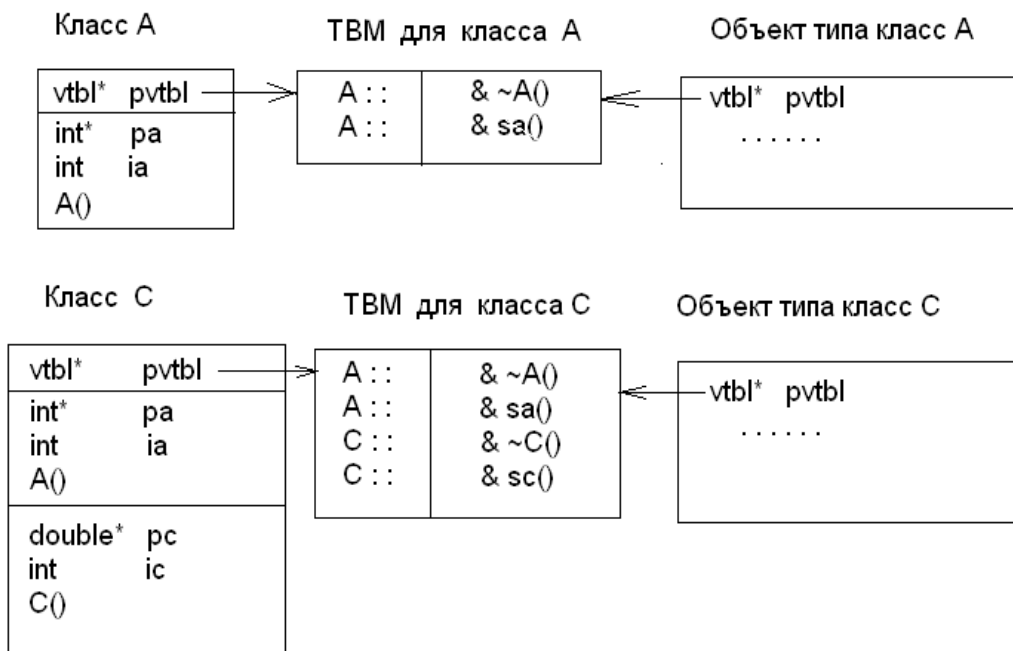 Класс A
ТВМ для класса A
Объект типа класс A
vtbl* pvtbl
int* pa
int ia
A()
A : : & ~A()
A : : & sa()
vtbl* pvtbl
. . . . . .
Класс C
ТВМ для класса C
Объект типа класс C
vtbl* pvtbl
int* pa
int ia
A()
double* pc
int ic
C()
A : : & ~A()
A : : & sa()
C : : & ~C()
C : : & sc()
vtbl* pvtbl
. . . . . .